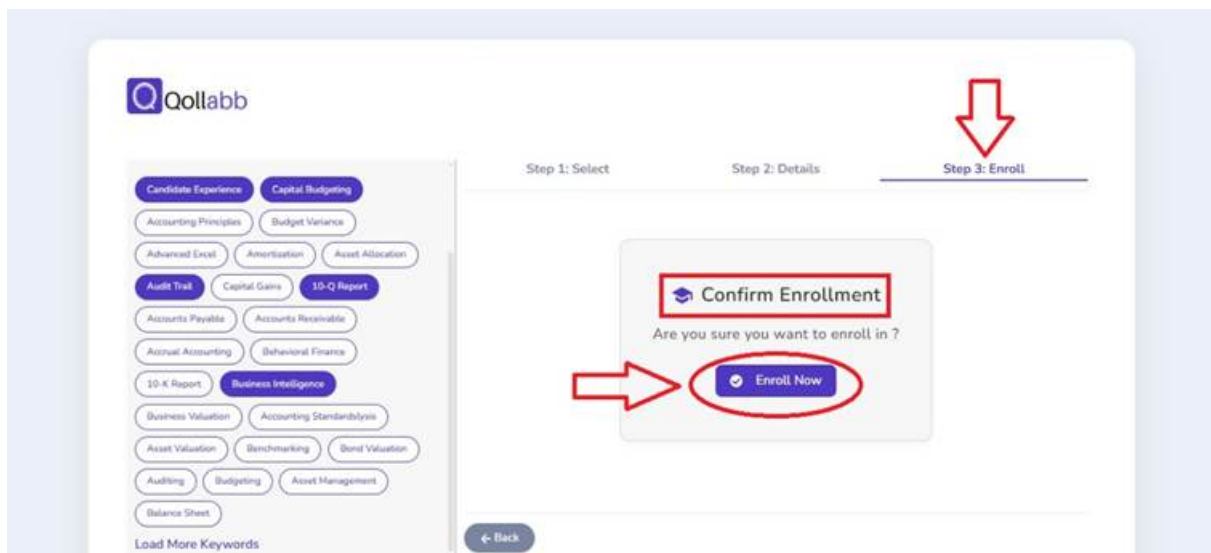 Qollabb
Step 1: Select Step 2: Details Step 3: Enroll
Candidate Experience Capital Budgeting
Accounting Principles Budget Variance
Advanced Excel Amortization Asset Allocation
Audit Trail Capital Gains 10-Q Report
Accounts Payable Accounts Receivable
Accrual Accounting Behavioral Finance
10-K Report Business Intelligence
Business Valuation Accounting Standardslysis
Asset Valuation Benchmarking Bond Valuation
Auditing Budgeting Asset Management
Balance Sheet
Load More Keywords
Confirm Enrollment
Are you sure you want to enroll in ?
Enroll Now
← Back